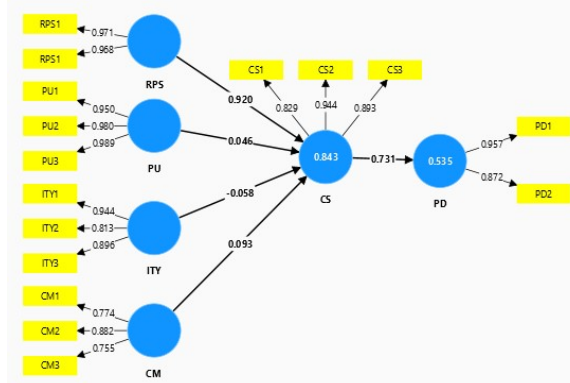 RPS1
0.971
RPS1
0.968
RPS
PU1
0.950
PU2
0.980
PU3
0.989
PU
ITY1
0.944
ITY2
0.813
ITY3
0.896
ITY
CM1
0.774
CM2
0.882
CM3
0.755
CM
0.920
0.046
-0.058
0.093
CS1
CS2
CS3
0.829
0.944
0.893
0.843
CS
0.731
0.535
PD
0.957
PD1
0.872
PD2